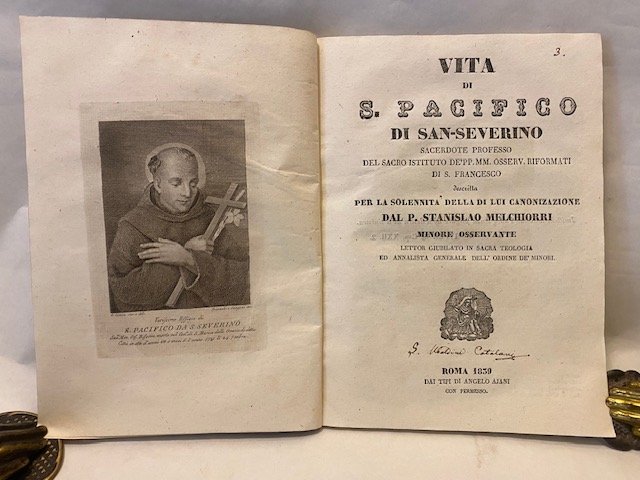 Verissima Effigie di
S. PACIFICO DA S. SEVERINO
3.
VITA
DI
S. PACIFICO
DI SAN-SEVERINO
SACERDOTE PROFESSO
DEL SACRO ISTITUTO DE'PP. MM. OSSERV. RIFORMATI
DI S. FRANCESCO
descritta
PER LA SOLENNITA' DELLA DI LUI CANONIZAZIONE
DAL P. STANISLAO MELCHIORRI
MINORE OSSERVANTE
LETTOR GIUBILATO IN SACRA TEOLOGIA
ED ANNALISTA GENERALE DELL' ORDINE DE' MINORI.
Catalani
ROMA 1839
DAI TIPI DI ANGELO AJANI
CON PERMESSO.